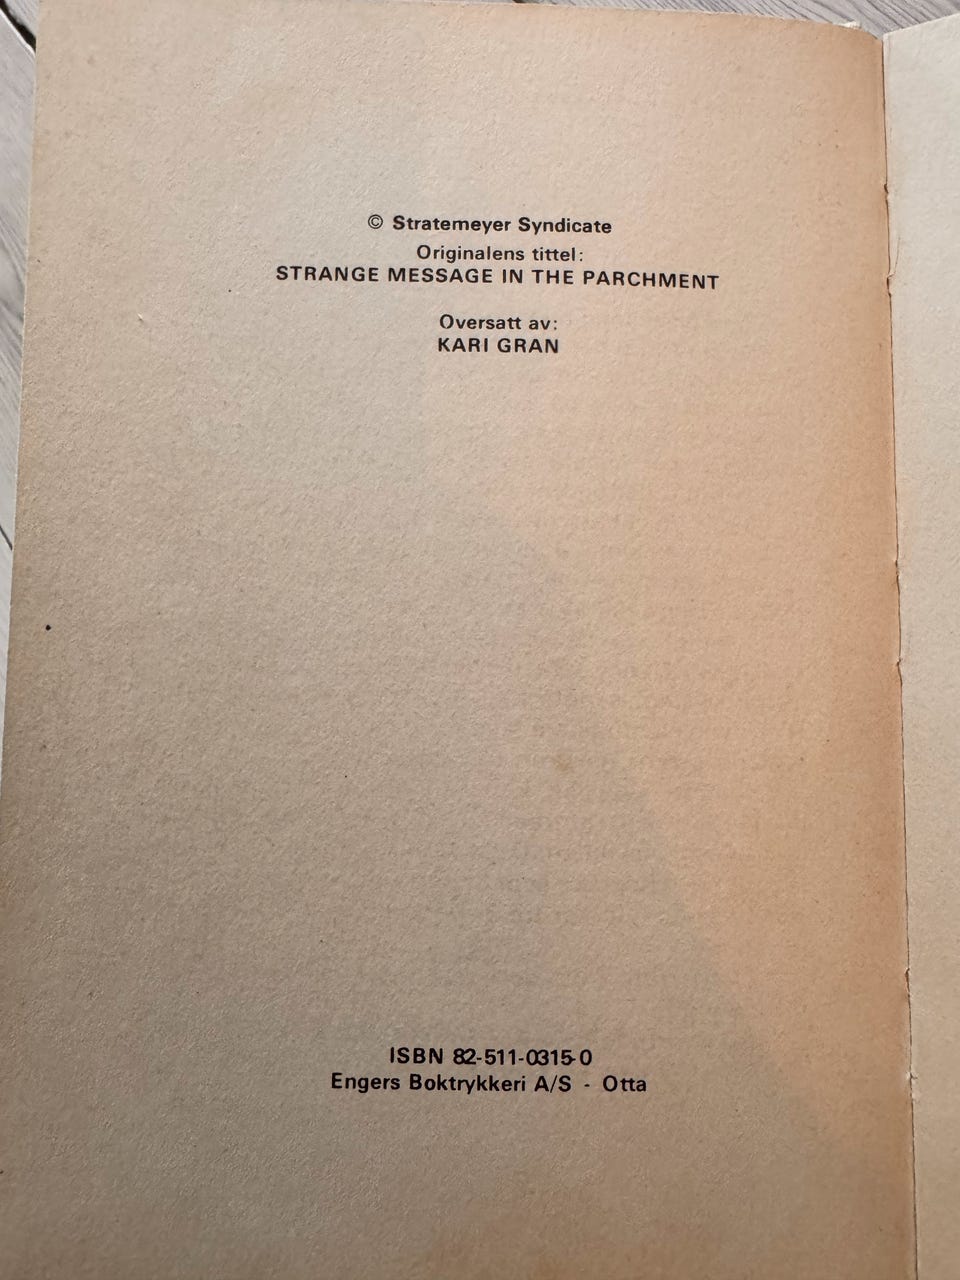 © Stratemeyer Syndicate
Originalens tittel:
STRANGE MESSAGE IN THE PARCHMENT
Oversatt av:
KARI GRAN
ISBN 82-511-0315-0
Engers Boktrykkeri A/S - Otta